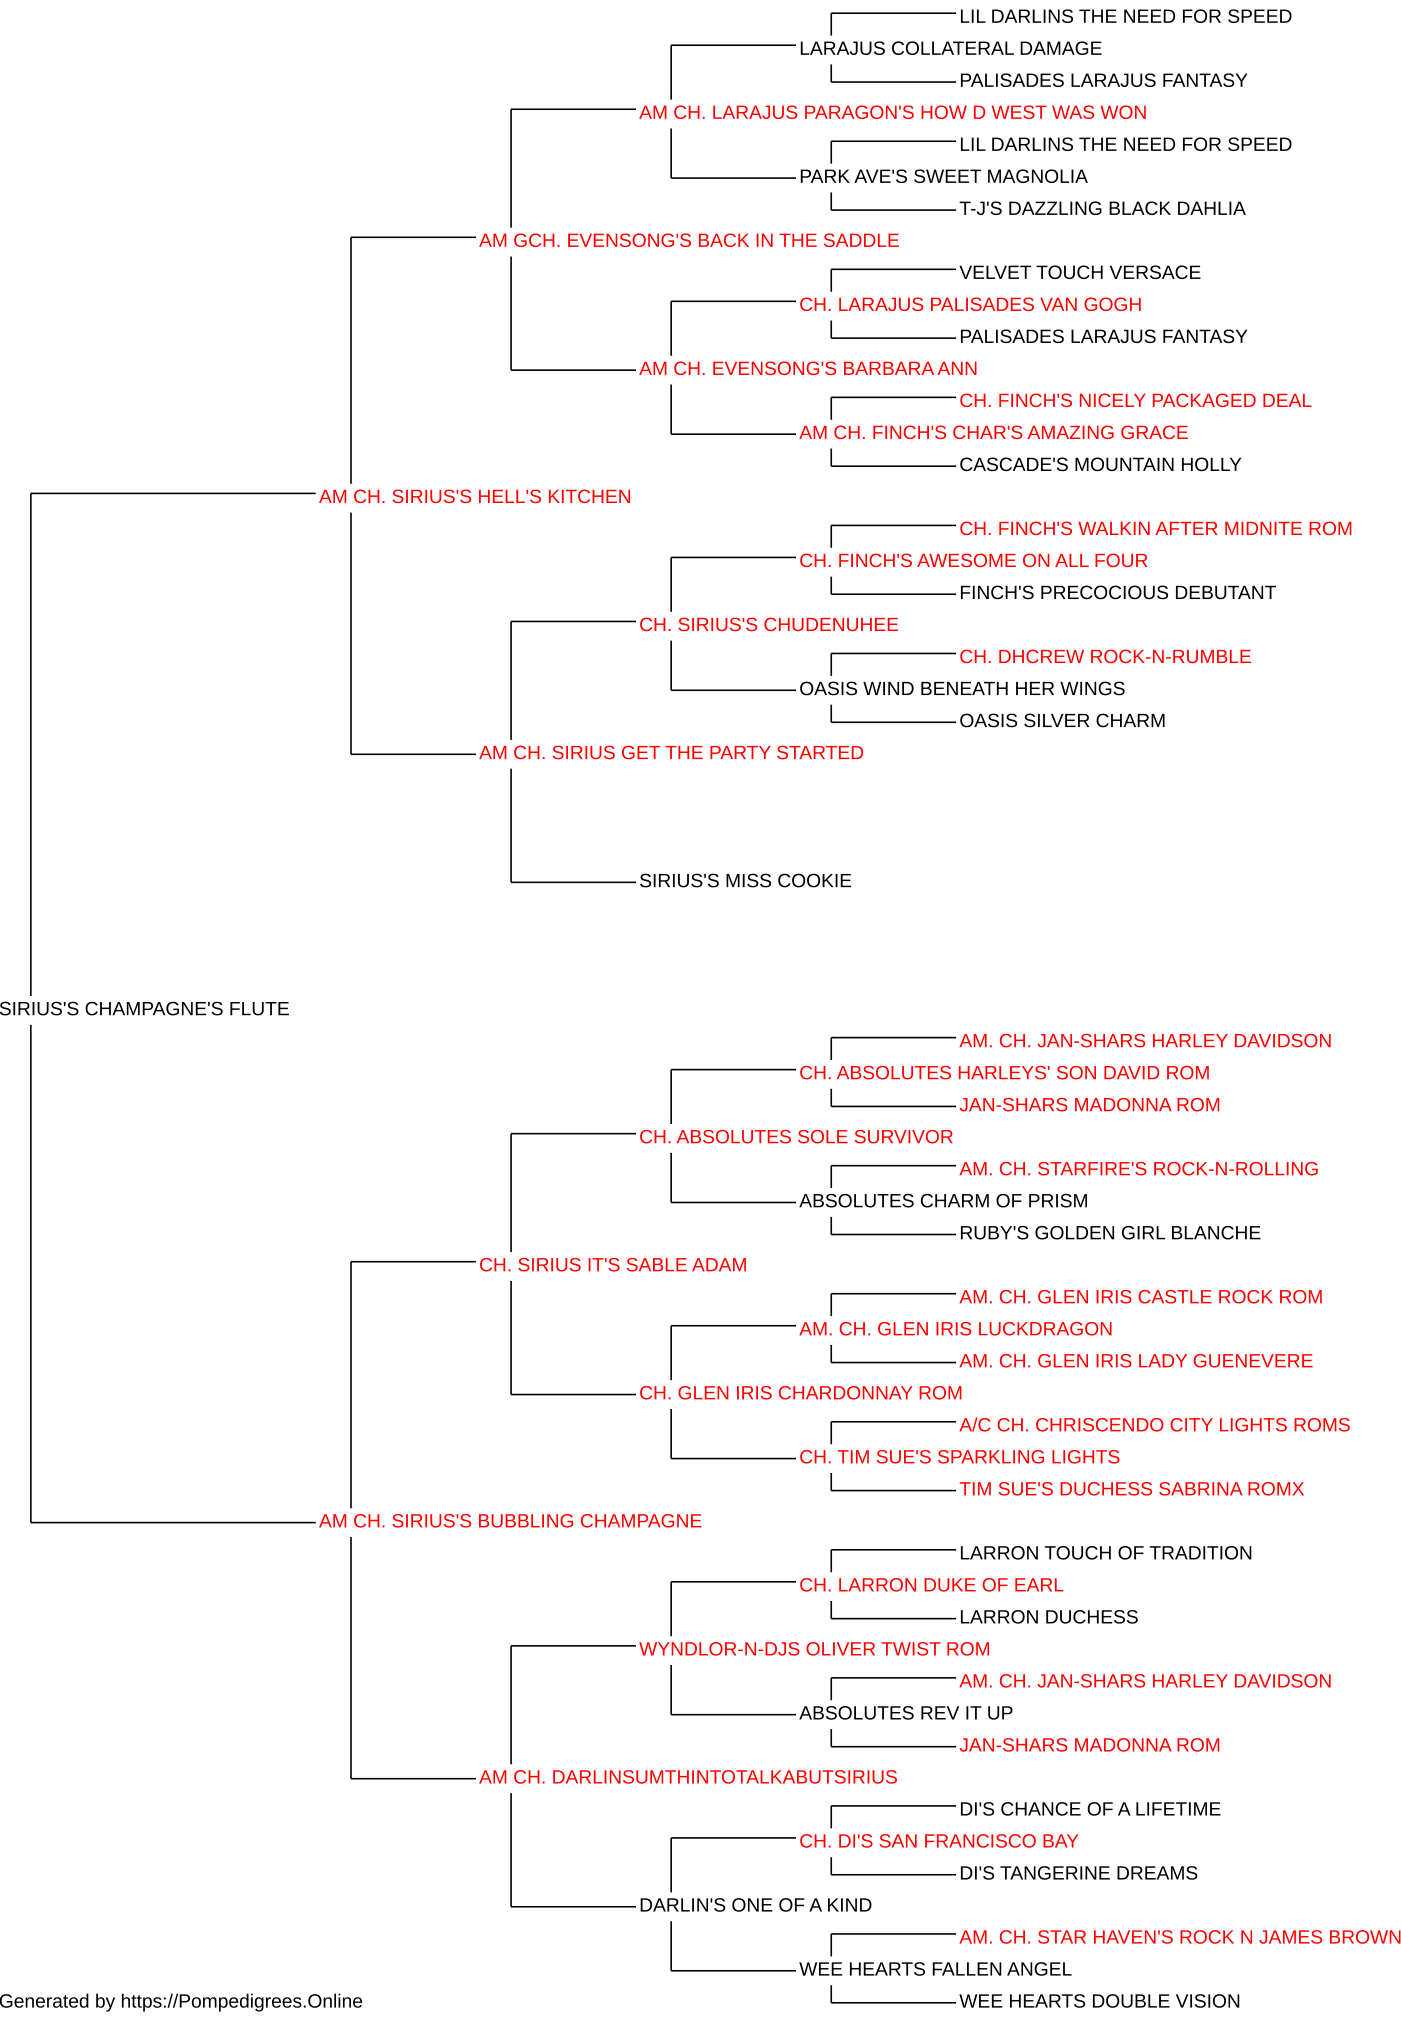 LIL DARLINS THE NEED FOR SPEED
LARAJUS COLLATERAL DAMAGE
PALISADES LARAJUS FANTASY
AM CH. LARAJUS PARAGON'S HOW D WEST WAS WON
LIL DARLINS THE NEED FOR SPEED
PARK AVE'S SWEET MAGNOLIA
T-J'S DAZZLING BLACK DAHLIA
AM GCH. EVENSONG'S BACK IN THE SADDLE
VELVET TOUCH VERSACE
CH. LARAJUS PALISADES VAN GOGH
PALISADES LARAJUS FANTASY
AM CH. EVENSONG'S BARBARA ANN
CH. FINCH'S NICELY PACKAGED DEAL
AM CH. FINCH'S CHAR'S AMAZING GRACE
CASCADE'S MOUNTAIN HOLLY
AM CH. SIRIUS'S HELL'S KITCHEN
CH. FINCH'S WALKIN AFTER MIDNITE ROM
CH. FINCH'S AWESOME ON ALL FOUR
FINCH'S PRECOCIOUS DEBUTANT
CH. SIRIUS'S CHUDENUHEE
CH. DHCREW ROCK-N-RUMBLE
OASIS WIND BENEATH HER WINGS
OASIS SILVER CHARM
AM CH. SIRIUS GET THE PARTY STARTED
SIRIUS'S MISS COOKIE
SIRIUS'S CHAMPAGNE'S FLUTE
AM. CH. JAN-SHARS HARLEY DAVIDSON
CH. ABSOLUTES HARLEYS' SON DAVID ROM
JAN-SHARS MADONNA ROM
CH. ABSOLUTES SOLE SURVIVOR
AM. CH. STARFIRE'S ROCK-N-ROLLING
ABSOLUTES CHARM OF PRISM
RUBY'S GOLDEN GIRL BLANCHE
CH. SIRIUS IT'S SABLE ADAM
AM. CH. GLEN IRIS CASTLE ROCK ROM
AM. CH. GLEN IRIS LUCKDRAGON
AM. CH. GLEN IRIS LADY GUENEVERE
CH. GLEN IRIS CHARDONNAY ROM
A/C CH. CHRISCENDO CITY LIGHTS ROMS
CH. TIM SUE'S SPARKLING LIGHTS
TIM SUE'S DUCHESS SABRINA ROMX
AM CH. SIRIUS'S BUBBLING CHAMPAGNE
LARRON TOUCH OF TRADITION
CH. LARRON DUKE OF EARL
LARRON DUCHESS
WYNDLOR-N-DJS OLIVER TWIST ROM
AM. CH. JAN-SHARS HARLEY DAVIDSON
ABSOLUTES REV IT UP
JAN-SHARS MADONNA ROM
AM CH. DARLINSUMTHINTOTALKABUTSIRIUS
DI'S CHANCE OF A LIFETIME
CH. DI'S SAN FRANCISCO BAY
DI'S TANGERINE DREAMS
DARLIN'S ONE OF A KIND
AM. CH. STAR HAVEN'S ROCK N JAMES BROWN
WEE HEARTS FALLEN ANGEL
WEE HEARTS DOUBLE VISION
Generated by https://Pompedigrees.Online